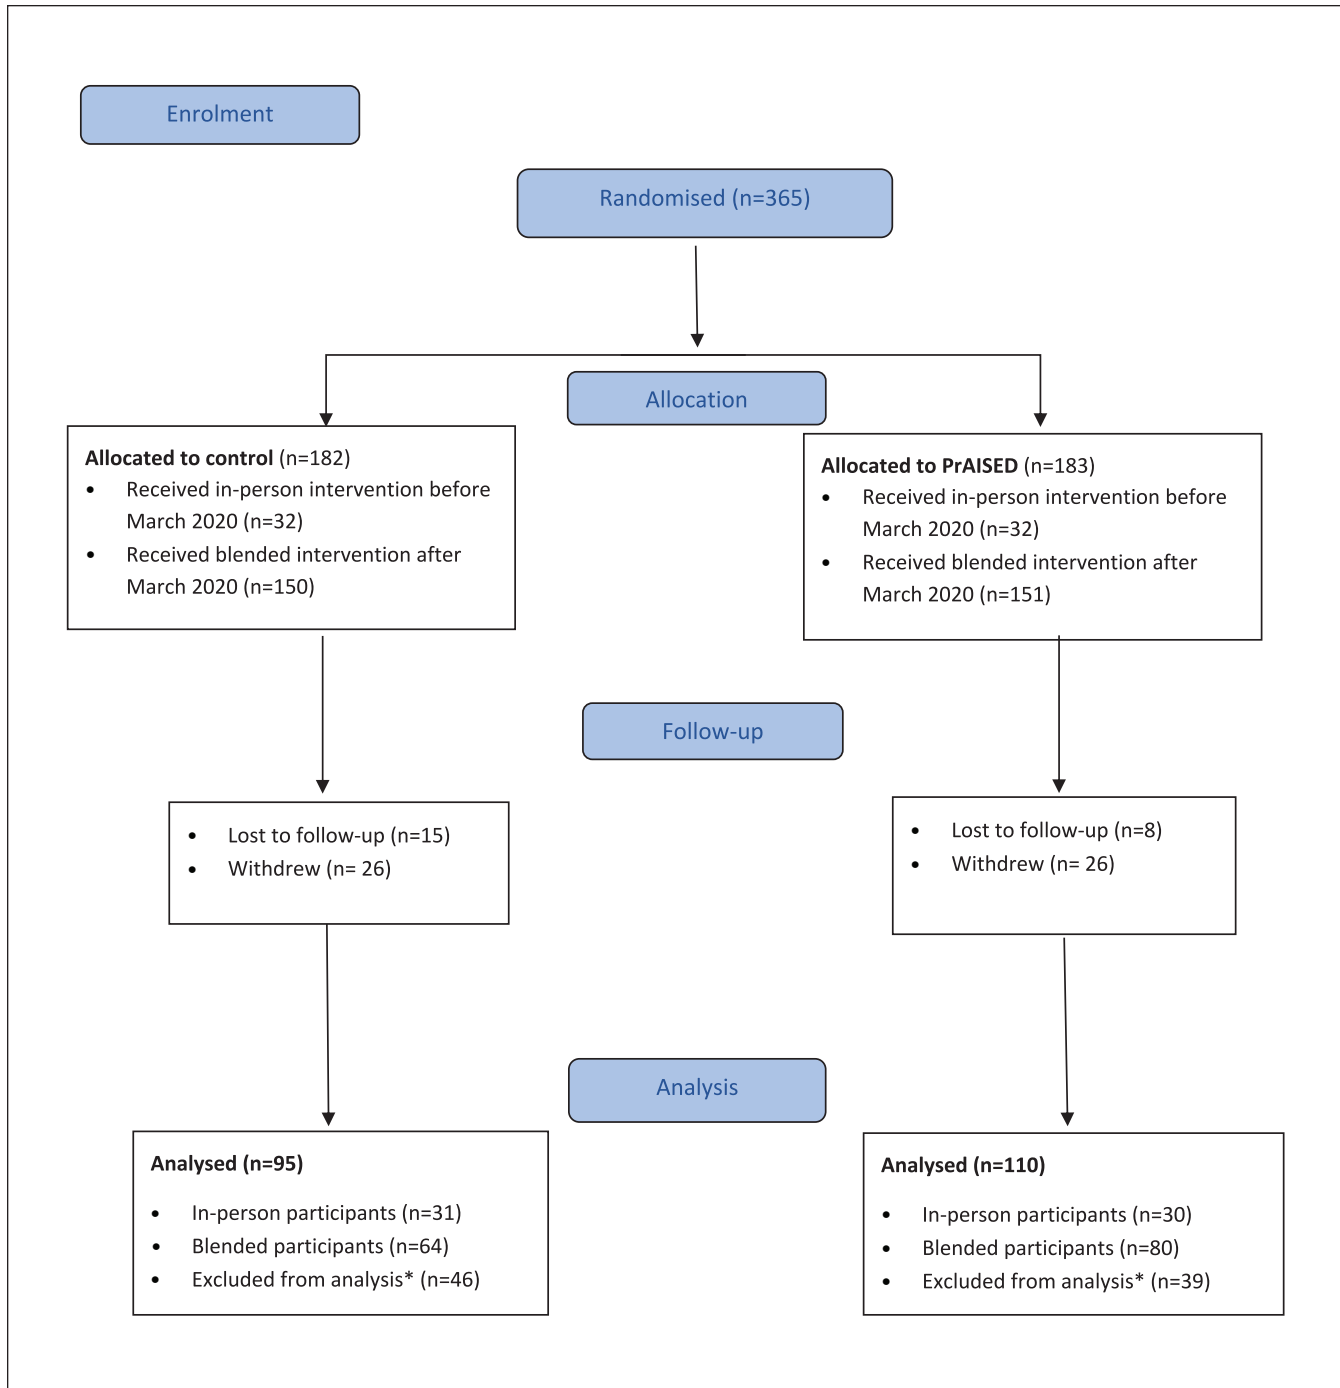 Enrolment
Randomised (n=365)
Allocation
Allocated to control (n=182)
• Received in-person intervention before
March 2020 (n=32)
• Received blended intervention after
March 2020 (n=150)
Allocated to PrAISED (n=183)
• Received in-person intervention before
March 2020 (n=32)
• Received blended intervention after
March 2020 (n=151)
Follow-up
• Lost to follow-up (n=15)
• Withdrew (n= 26)
• Lost to follow-up (n=8)
• Withdrew (n= 26)
Analysis
Analysed (n=95)
• In-person participants (n=31)
• Blended participants (n=64)
• Excluded from analysis* (n=46)
Analysed (n=110)
• In-person participants (n=30)
• Blended participants (n=80)
• Excluded from analysis* (n=39)